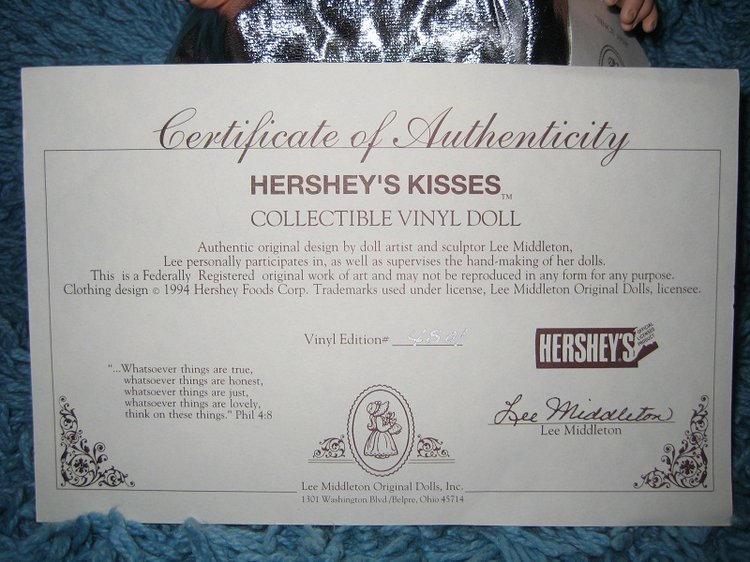 Certificate of Authenticity
HERSHEY'S KISSES™
COLLECTIBLE VINYL DOLL
Authentic original design by doll artist and sculptor Lee Middleton,
Lee personally participates in, as well as supervises the hand-making of her dolls.
This is a Federally Registered original work of art and may not be reproduced in any form for any purpose.
Clothing design © 1994 Hershey Foods Corp. Trademarks used under license, Lee Middleton Original Dolls, licensee.
Vinyl Edition#
HERSHEY'S
OFFICIAL
LICENSED
PRODUCT
"...Whatsoever things are true,
whatsoever things are honest,
whatsoever things are just,
whatsoever things are lovely,
think on these things." Phil 4:8
Lee Middleton
Lee Middleton
Lee Middleton Original Dolls, Inc.
1301 Washington Blvd./Belpre, Ohio 45714